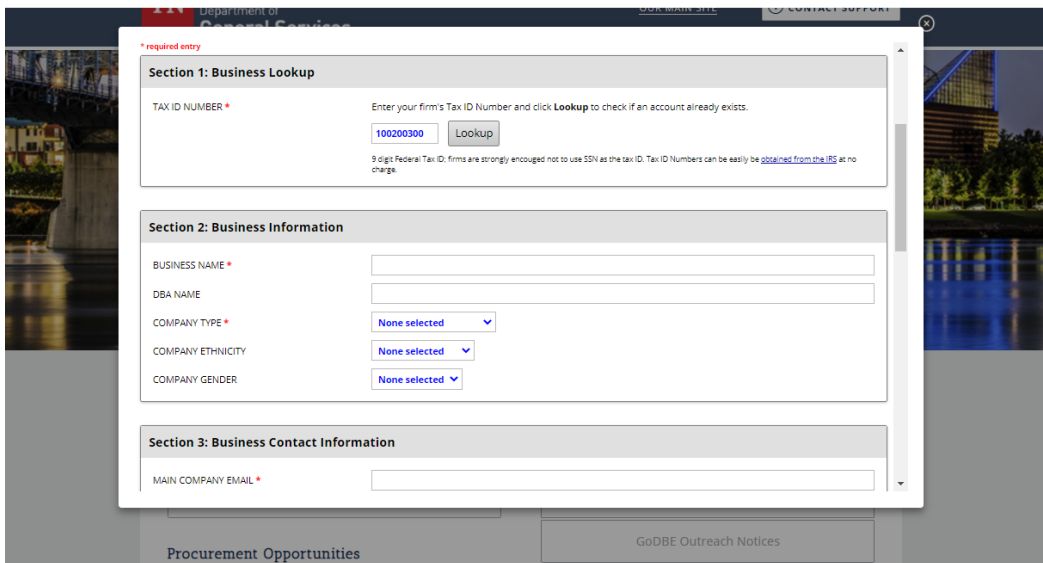 TN Department of
General Services
OUR MAIN SITE
CONTACT SUPPORT
* required entry
Section 1: Business Lookup
TAX ID NUMBER *
Enter your firm's Tax ID Number and click Lookup to check if an account already exists.
100200300 Lookup
9 digit Federal Tax ID; firms are strongly encouged not to use SSN as the tax ID. Tax ID Numbers can be easily be obtained from the IRS at no
charge.
Section 2: Business Information
BUSINESS NAME *
DBA NAME
COMPANY TYPE * None selected
COMPANY ETHNICITY None selected
COMPANY GENDER None selected
Section 3: Business Contact Information
MAIN COMPANY EMAIL *
Procurement Opportunities
GoDBE Outreach Notices